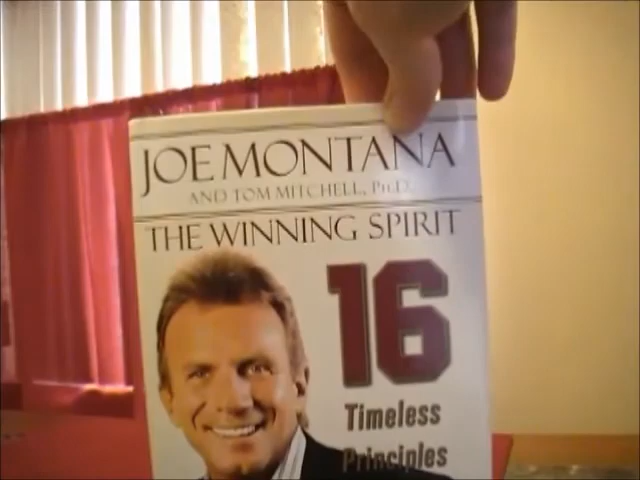 JOE MONTANA
AND TOM MITCHELL, PH.D.
THE WINNING SPIRIT
16
Timeless
Principles